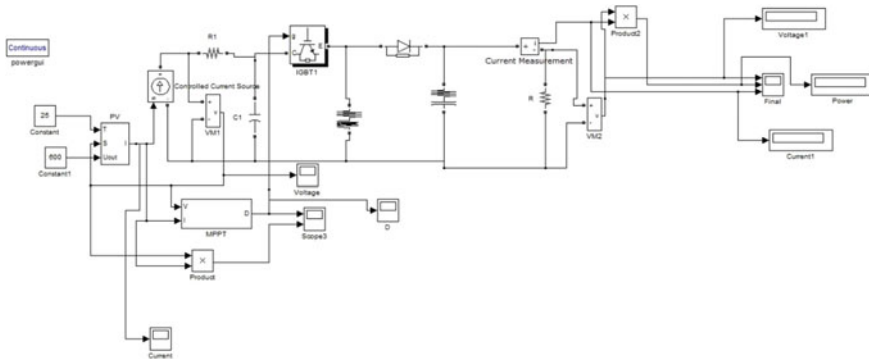 Continuous
powergui
R1
g
C
E
IGBT1
Controlled Current Source
C1
v
VM1
26
Constant
600
Constant1
PV
T
S
Uout
I
V
I
D
MPPT
Voltage
Scope3
D
Product
Current
i
Current Measurement
R
v
VM2
Product2
Voltage1
Final
Power
Current1